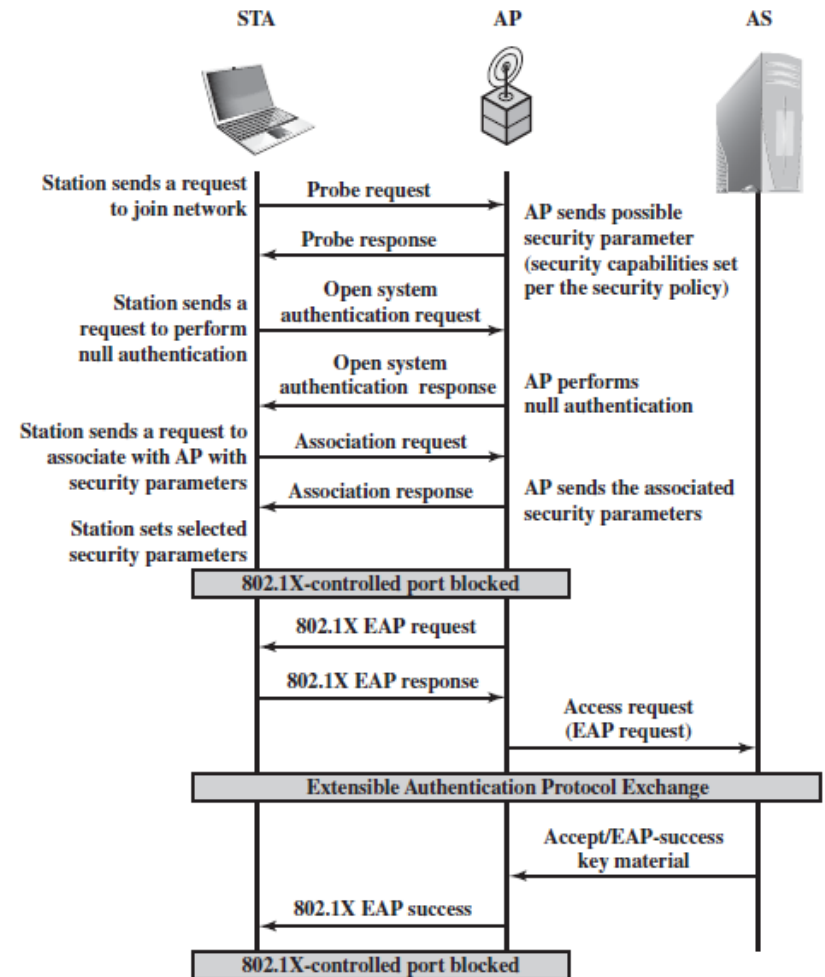 STA
AP
AS
Station sends a request
to join network
Probe request
AP sends possible
security parameter
(security capabilities set
per the security policy)
Probe response
Station sends a
request to perform
null authentication
Open system
authentication request
Open system
authentication response
AP performs
null authentication
Station sends a request to
associate with AP with
security parameters
Association request
Association response
AP sends the associated
security parameters
Station sets selected
security parameters
802.1X-controlled port blocked
802.1X EAP request
802.1X EAP response
Access request
(EAP request)
Extensible Authentication Protocol Exchange
Accept/EAP-success
key material
802.1X EAP success
802.1X-controlled port blocked